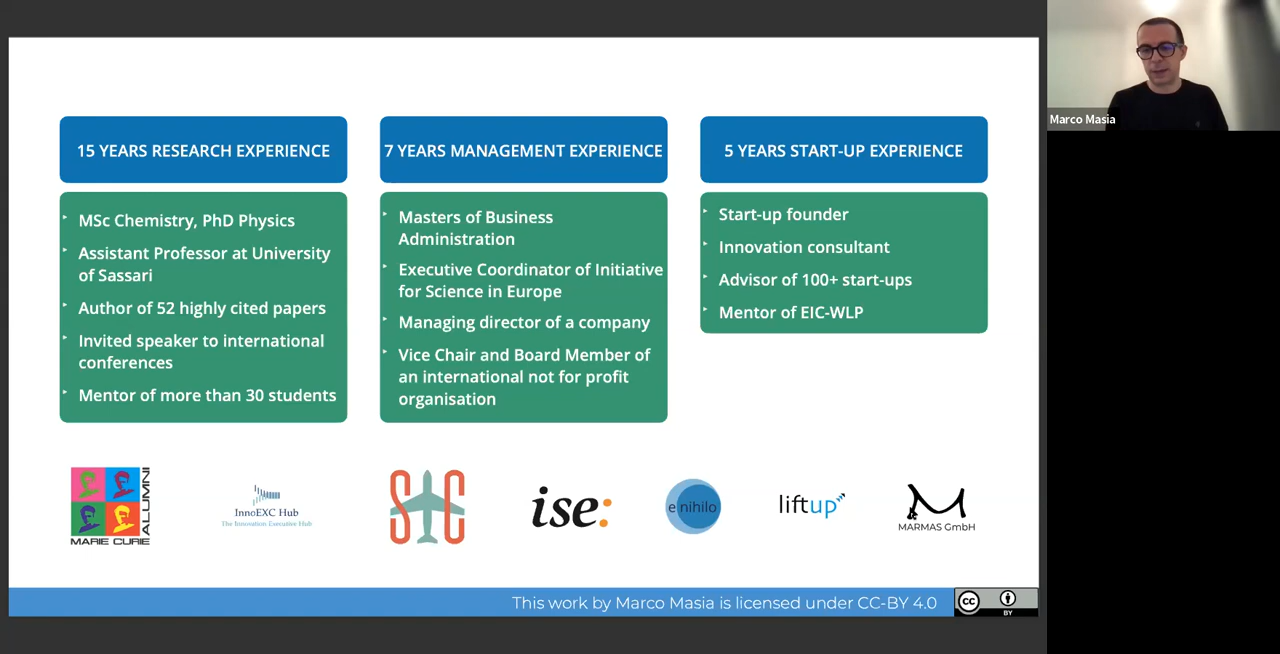 15 YEARS RESEARCH EXPERIENCE
MSc Chemistry, PhD Physics
Assistant Professor at University
of Sassari
Author of 52 highly cited papers
Invited speaker to international
conferences
Mentor of more than 30 students
7 YEARS MANAGEMENT EXPERIENCE
Masters of Business
Administration
Executive Coordinator of Initiative
for Science in Europe
Managing director of a company
Vice Chair and Board Member of
an international not for profit
organisation
5 YEARS START-UP EXPERIENCE
Start-up founder
Innovation consultant
Advisor of 100+ start-ups
Mentor of EIC-WLP
MARIE CURIE
ALUMNI
InnoEXC Hub
The Innovation Executive Hub
ise:
e nihilo
liftup
M
MARMAS GmbH
This work by Marco Masia is licensed under CC-BY 4.0
cc
BY
Marco Masia